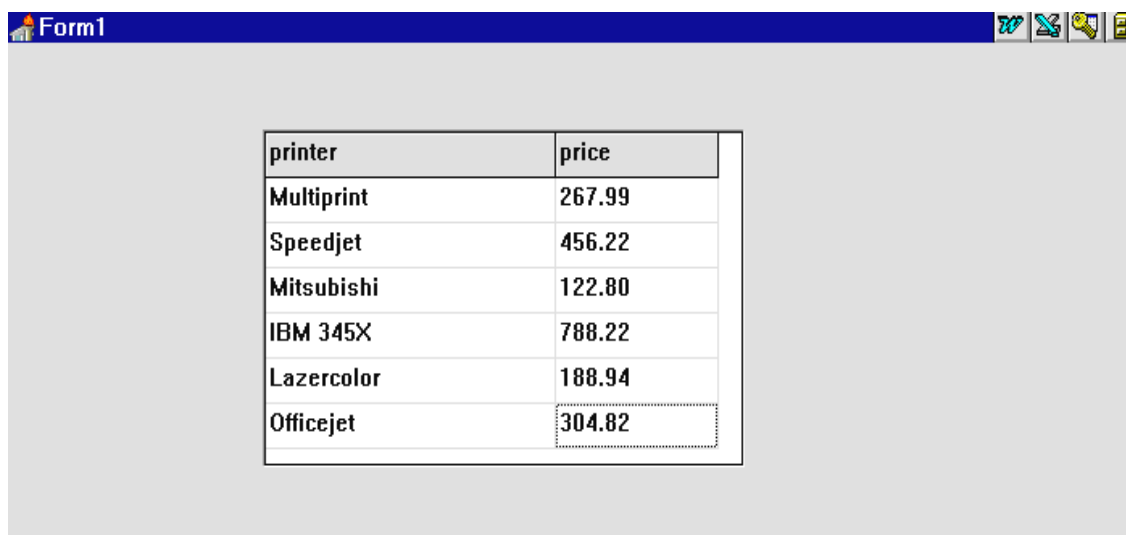 Form1
printer price
Multiprint 267.99
Speedjet 456.22
Mitsubishi 122.80
IBM 345X 788.22
Lazercolor 188.94
Officejet 304.82